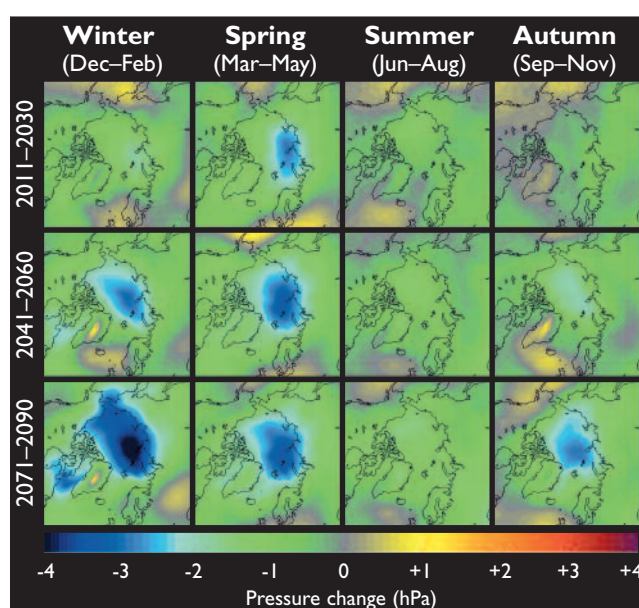 Winter Spring Summer Autumn
(Dec–Feb) (Mar–May) (Jun–Aug) (Sep–Nov)
2011–2030
2041–2060
2071–2090
-4 -3 -2 -1 0 +1 +2 +3 +4
Pressure change (hPa)